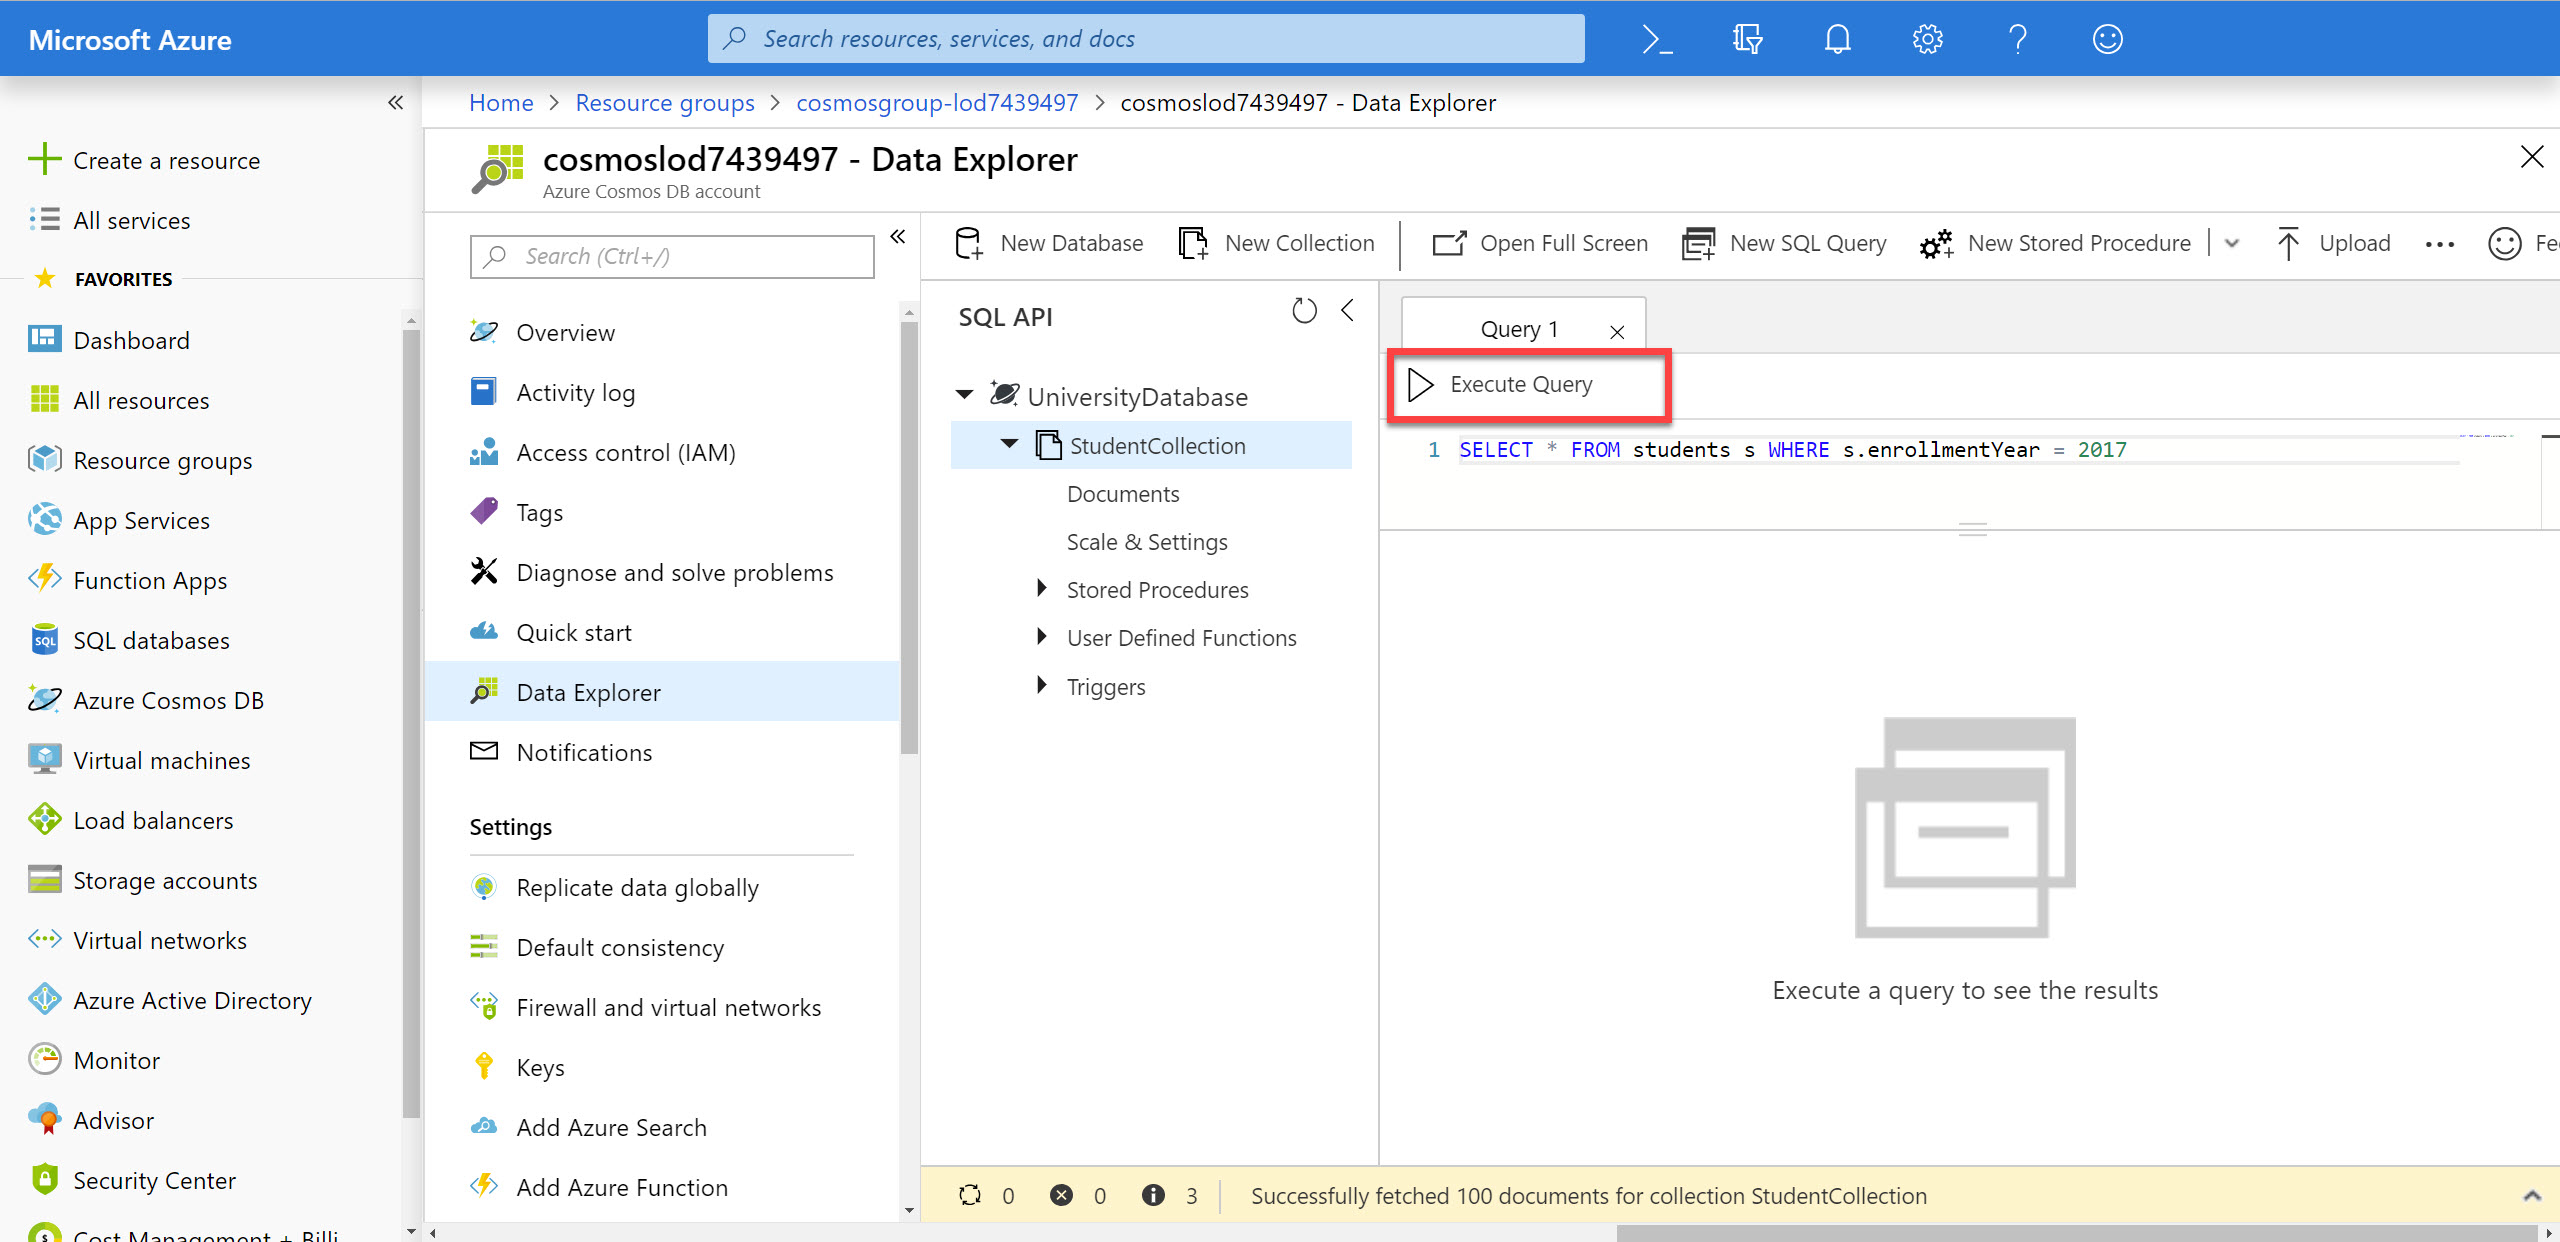 Microsoft Azure
Search resources, services, and docs
Create a resource
All services
FAVORITES
Dashboard
All resources
Resource groups
App Services
Function Apps
SQL databases
Azure Cosmos DB
Virtual machines
Load balancers
Storage accounts
Virtual networks
Azure Active Directory
Monitor
Advisor
Security Center
Cost Management + Billi
Home > Resource groups > cosmosgroup-lod7439497 > cosmoslod7439497 - Data Explorer
cosmoslod7439497 - Data Explorer
Azure Cosmos DB account
Search (Ctrl+/)
Overview
Activity log
Access control (IAM)
Tags
Diagnose and solve problems
Quick start
Data Explorer
Notifications
Settings
Replicate data globally
Default consistency
Firewall and virtual networks
Keys
Add Azure Search
Add Azure Function
New Database New Collection Open Full Screen New SQL Query New Stored Procedure Upload ... Fe
SQL API
UniversityDatabase
StudentCollection
Documents
Scale & Settings
Stored Procedures
User Defined Functions
Triggers
Query 1
Execute Query
1 SELECT * FROM students s WHERE s.enrollmentYear = 2017
Execute a query to see the results
0 0 3 Successfully fetched 100 documents for collection StudentCollection